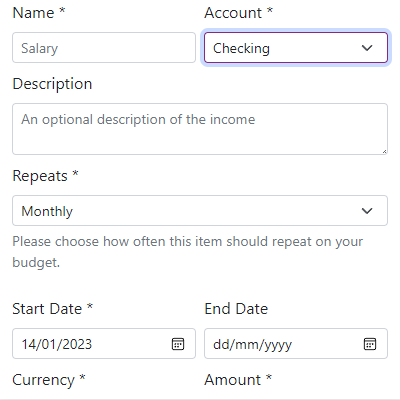 Name * Account *
Salary Checking
Description
An optional description of the income
Repeats *
Monthly
Please choose how often this item should repeat on your
budget.
Start Date * End Date
14/01/2023 dd/mm/yyyy
Currency * Amount *